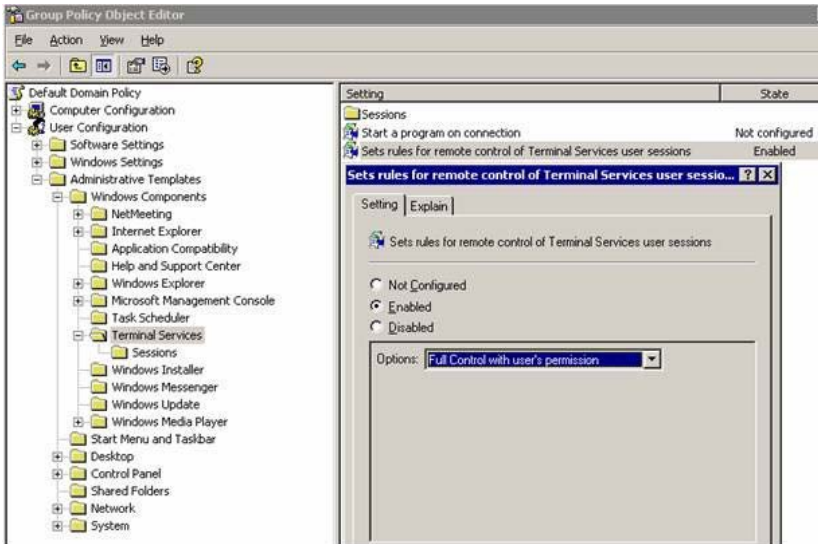 Group Policy Object Editor
File Action View Help
Default Domain Policy
Computer Configuration
User Configuration
Software Settings
Windows Settings
Administrative Templates
Windows Components
NetMeeting
Internet Explorer
Application Compatibility
Help and Support Center
Windows Explorer
Microsoft Management Console
Task Scheduler
Terminal Services
Sessions
Windows Installer
Windows Messenger
Windows Update
Windows Media Player
Start Menu and Taskbar
Desktop
Control Panel
Shared Folders
Network
System
Setting State
Sessions
Start a program on connection Not configured
Sets rules for remote control of Terminal Services user sessions Enabled
Sets rules for remote control of Terminal Services user sessio...
Setting Explain
Sets rules for remote control of Terminal Services user sessions
Not Configured
Enabled
Disabled
Options: Full Control with user's permission